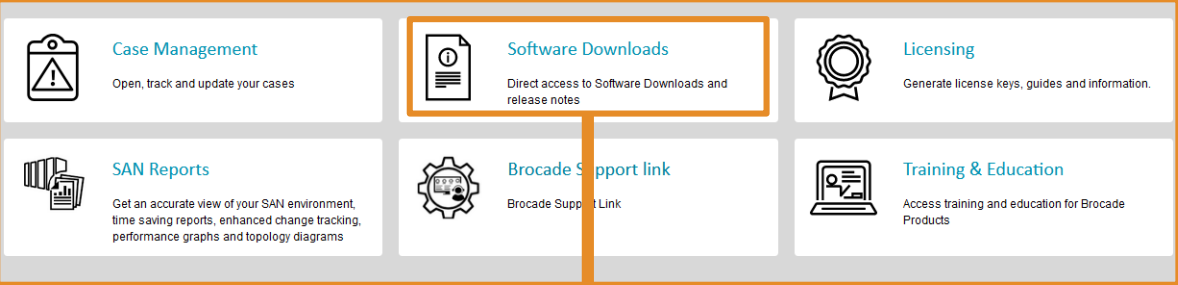 Case Management
Open, track and update your cases
Software Downloads
Direct access to Software Downloads and
release notes
Licensing
Generate license keys, guides and information.
SAN Reports
Get an accurate view of your SAN environment,
time saving reports, enhanced change tracking,
performance graphs and topology diagrams
Brocade Support link
Brocade Support Link
Training & Education
Access training and education for Brocade
Products